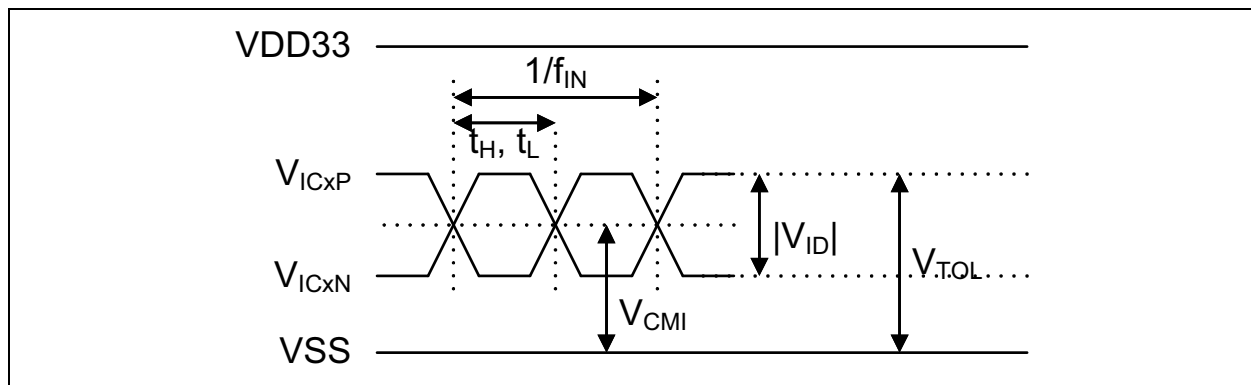 VDD33
1/fIN
tH, tL
VICxP
|VID|
VTOL
VICxN
VCMI
VSS